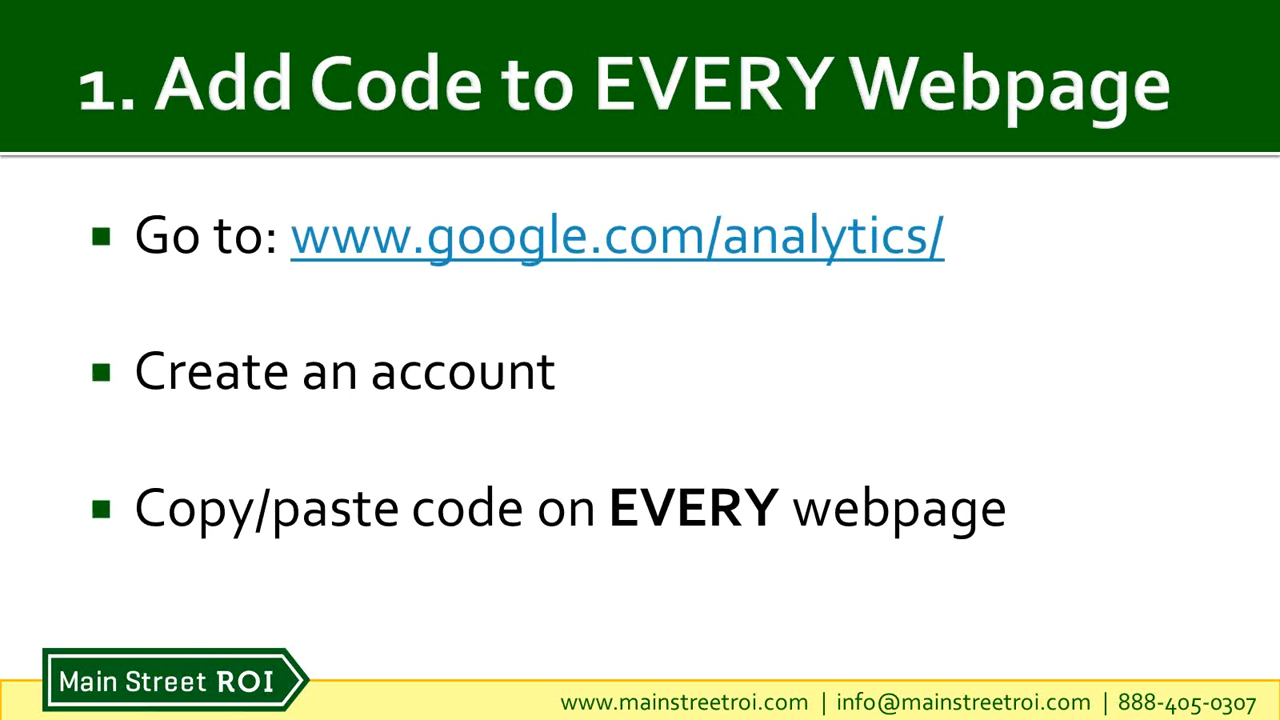 1. Add Code to EVERY Webpage
Go to: www.google.com/analytics/
Create an account
Copy/paste code on EVERY webpage
Main Street ROI
www.mainstreetroi.com | info@mainstreetroi.com | 888-405-0307